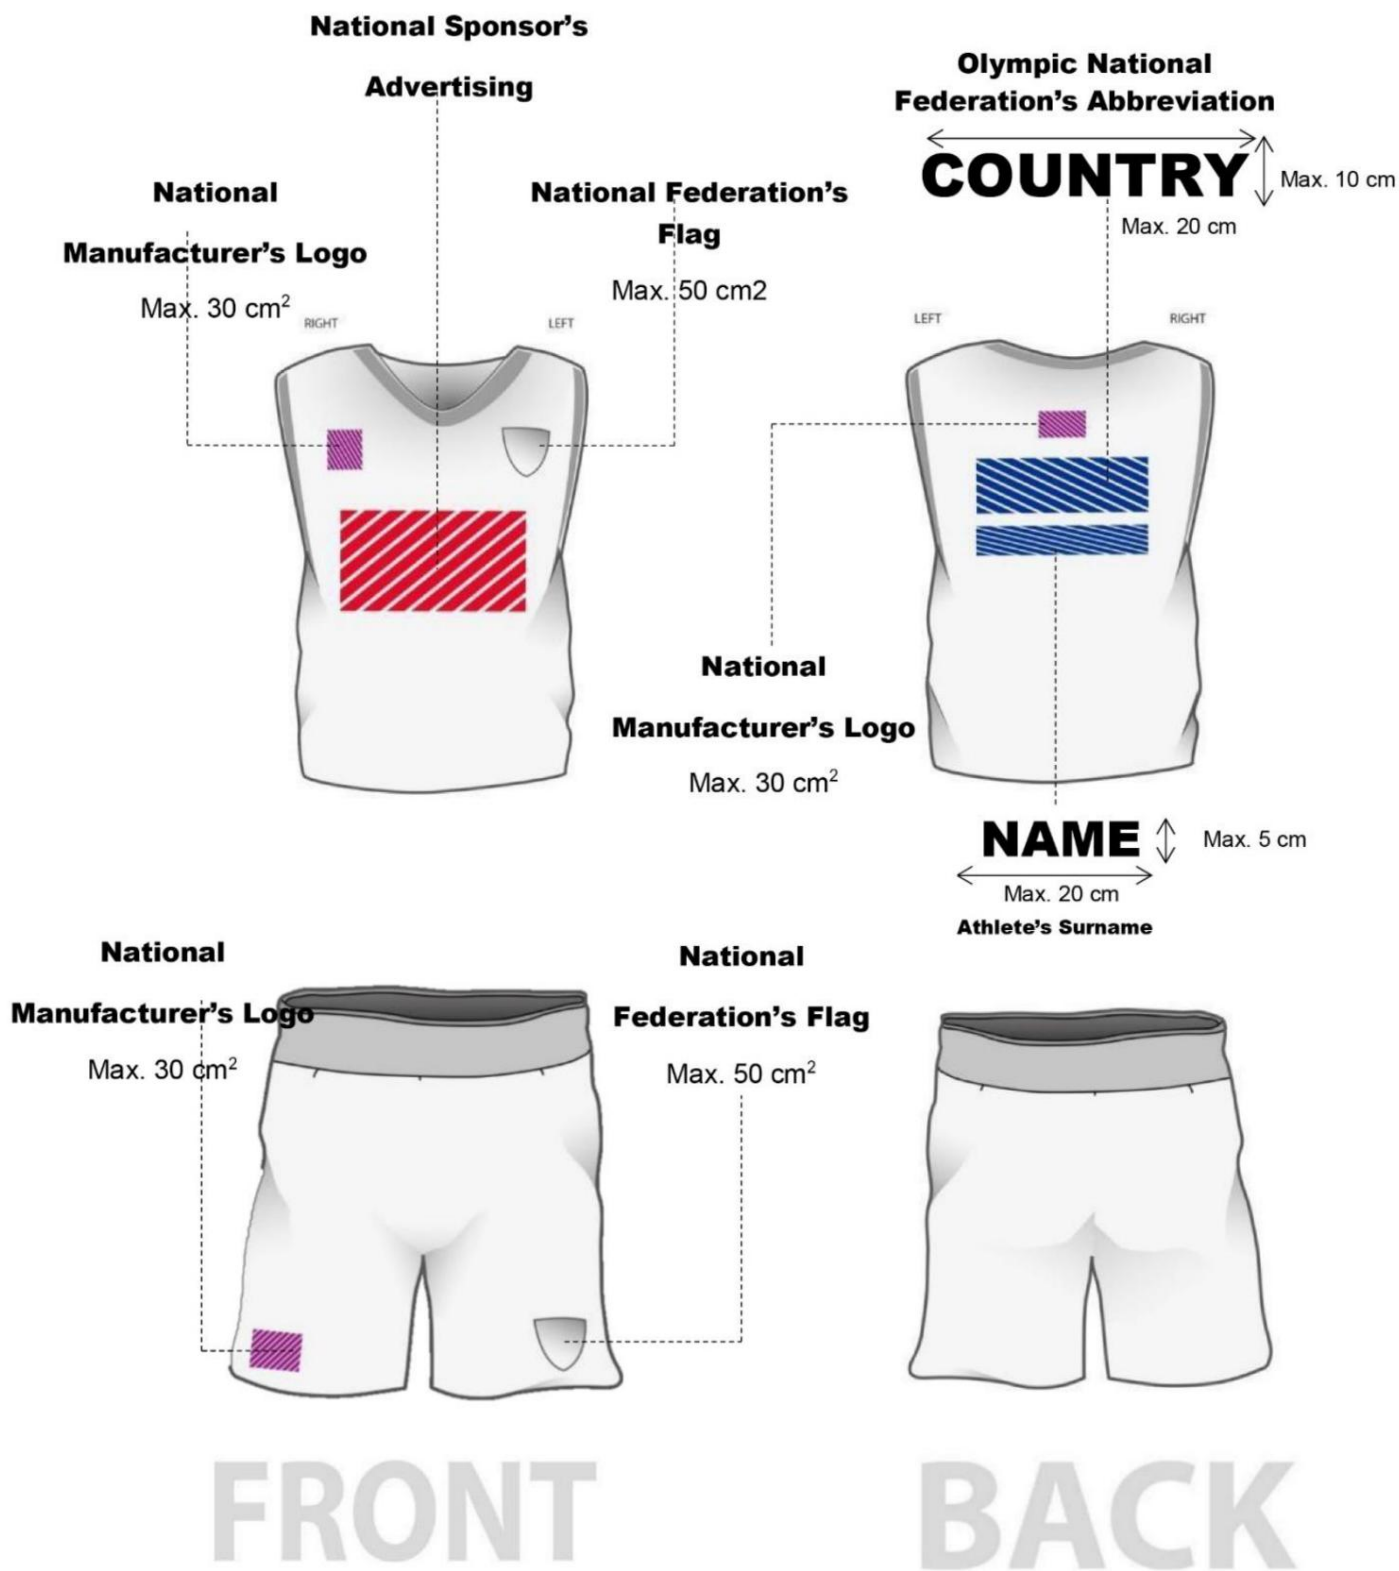 National Sponsor's
Advertising
National
Manufacturer's Logo
Max. 30 cm²
National Federation's
Flag
Max. 50 cm2
RIGHT
LEFT
Olympic National
Federation's Abbreviation
COUNTRY
Max. 10 cm
Max. 20 cm
LEFT
RIGHT
National
Manufacturer's Logo
Max. 30 cm²
NAME
Max. 5 cm
Max. 20 cm
Athlete's Surname
National
Manufacturer's Logo
Max. 30 cm²
National
Federation's Flag
Max. 50 cm²
FRONT
BACK